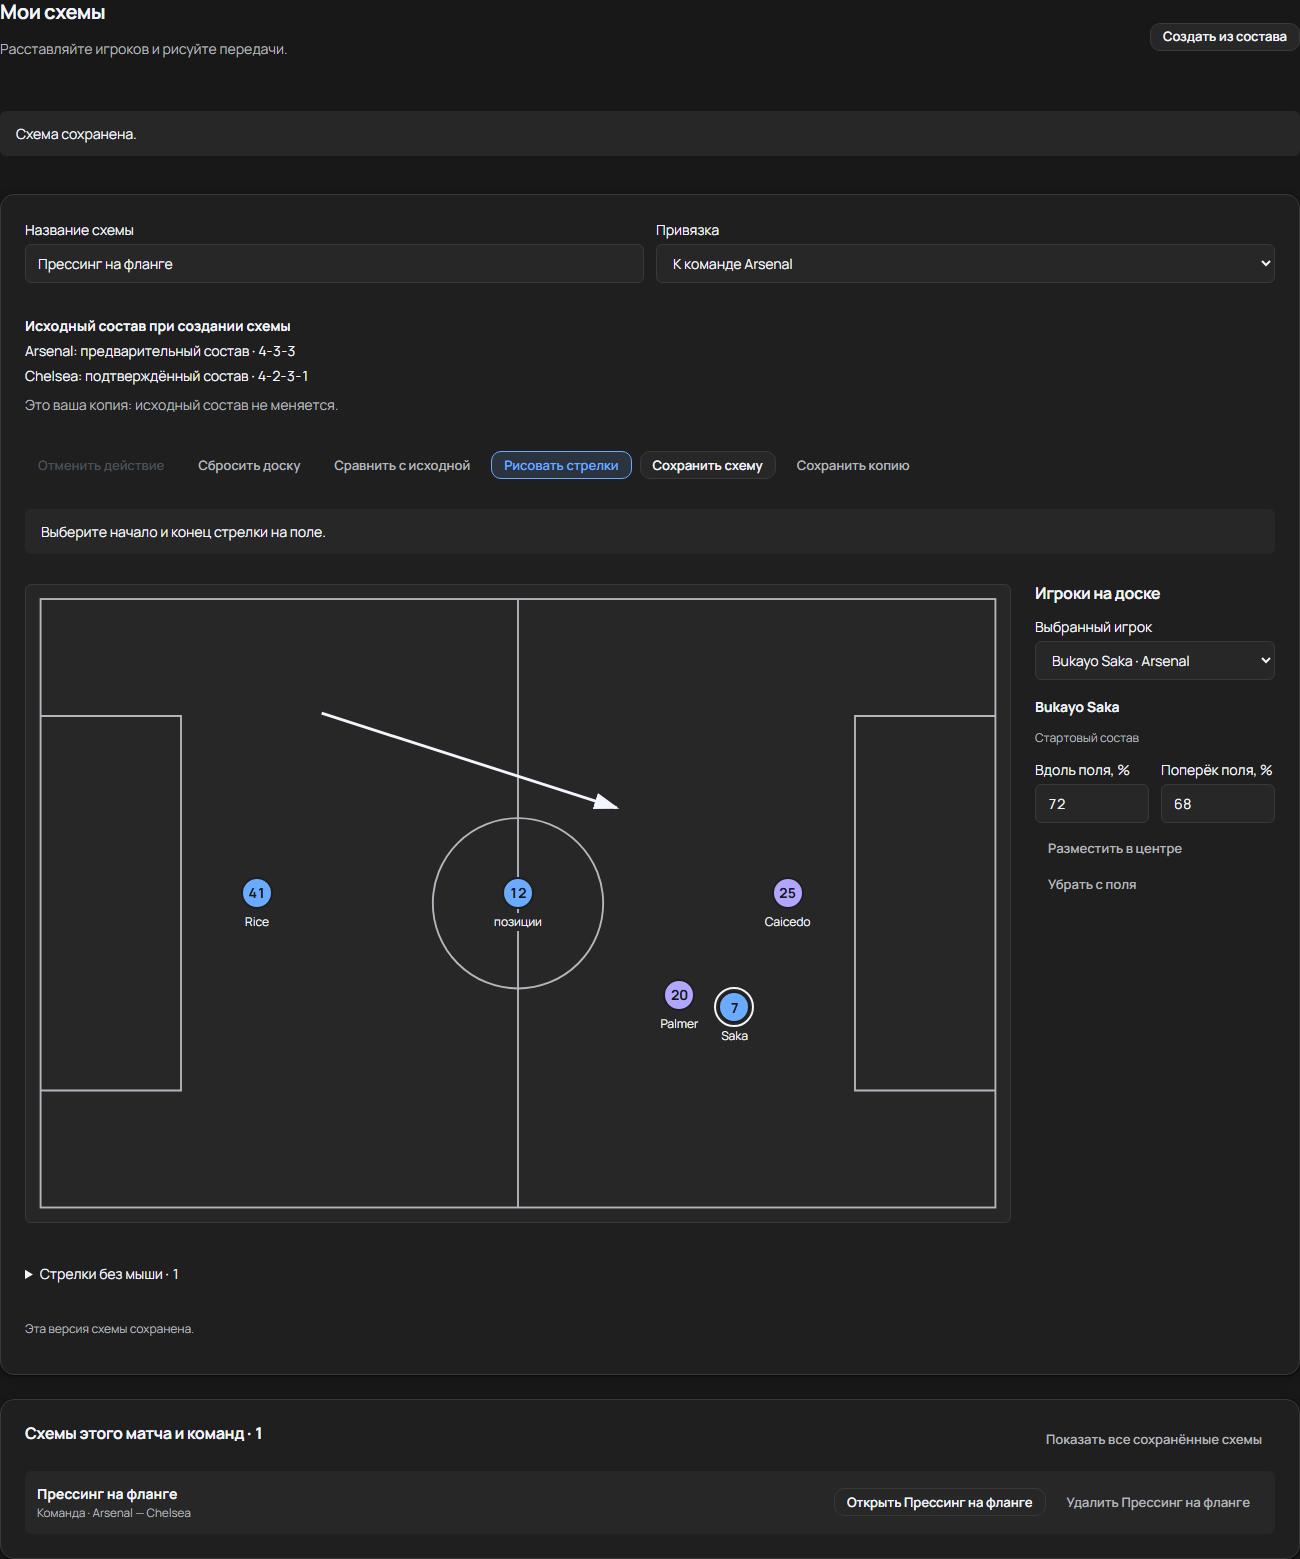 Мои схемы
Расставляйте игроков и рисуйте передачи.
Создать из состава
Схема сохранена.
Название схемы
Прессинг на фланге
Привязка
К команде Arsenal
Исходный состав при создании схемы
Arsenal: предварительный состав · 4-3-3
Chelsea: подтверждённый состав · 4-2-3-1
Это ваша копия: исходный состав не меняется.
Отменить действие
Сбросить доску
Сравнить с исходной
Рисовать стрелки
Сохранить схему
Сохранить копию
Выберите начало и конец стрелки на поле.
41
Rice
12
позиции
25
Caicedo
20
Palmer
7
Saka
Игроки на доске
Выбранный игрок
Bukayo Saka · Arsenal
Bukayo Saka
Стартовый состав
Вдоль поля, %
Поперёк поля, %
72
68
Разместить в центре
Убрать с поля
Стрелки без мыши · 1
Эта версия схемы сохранена.
Схемы этого матча и команд · 1
Показать все сохранённые схемы
Прессинг на фланге
Команда · Arsenal — Chelsea
Открыть Прессинг на фланге
Удалить Прессинг на фланге